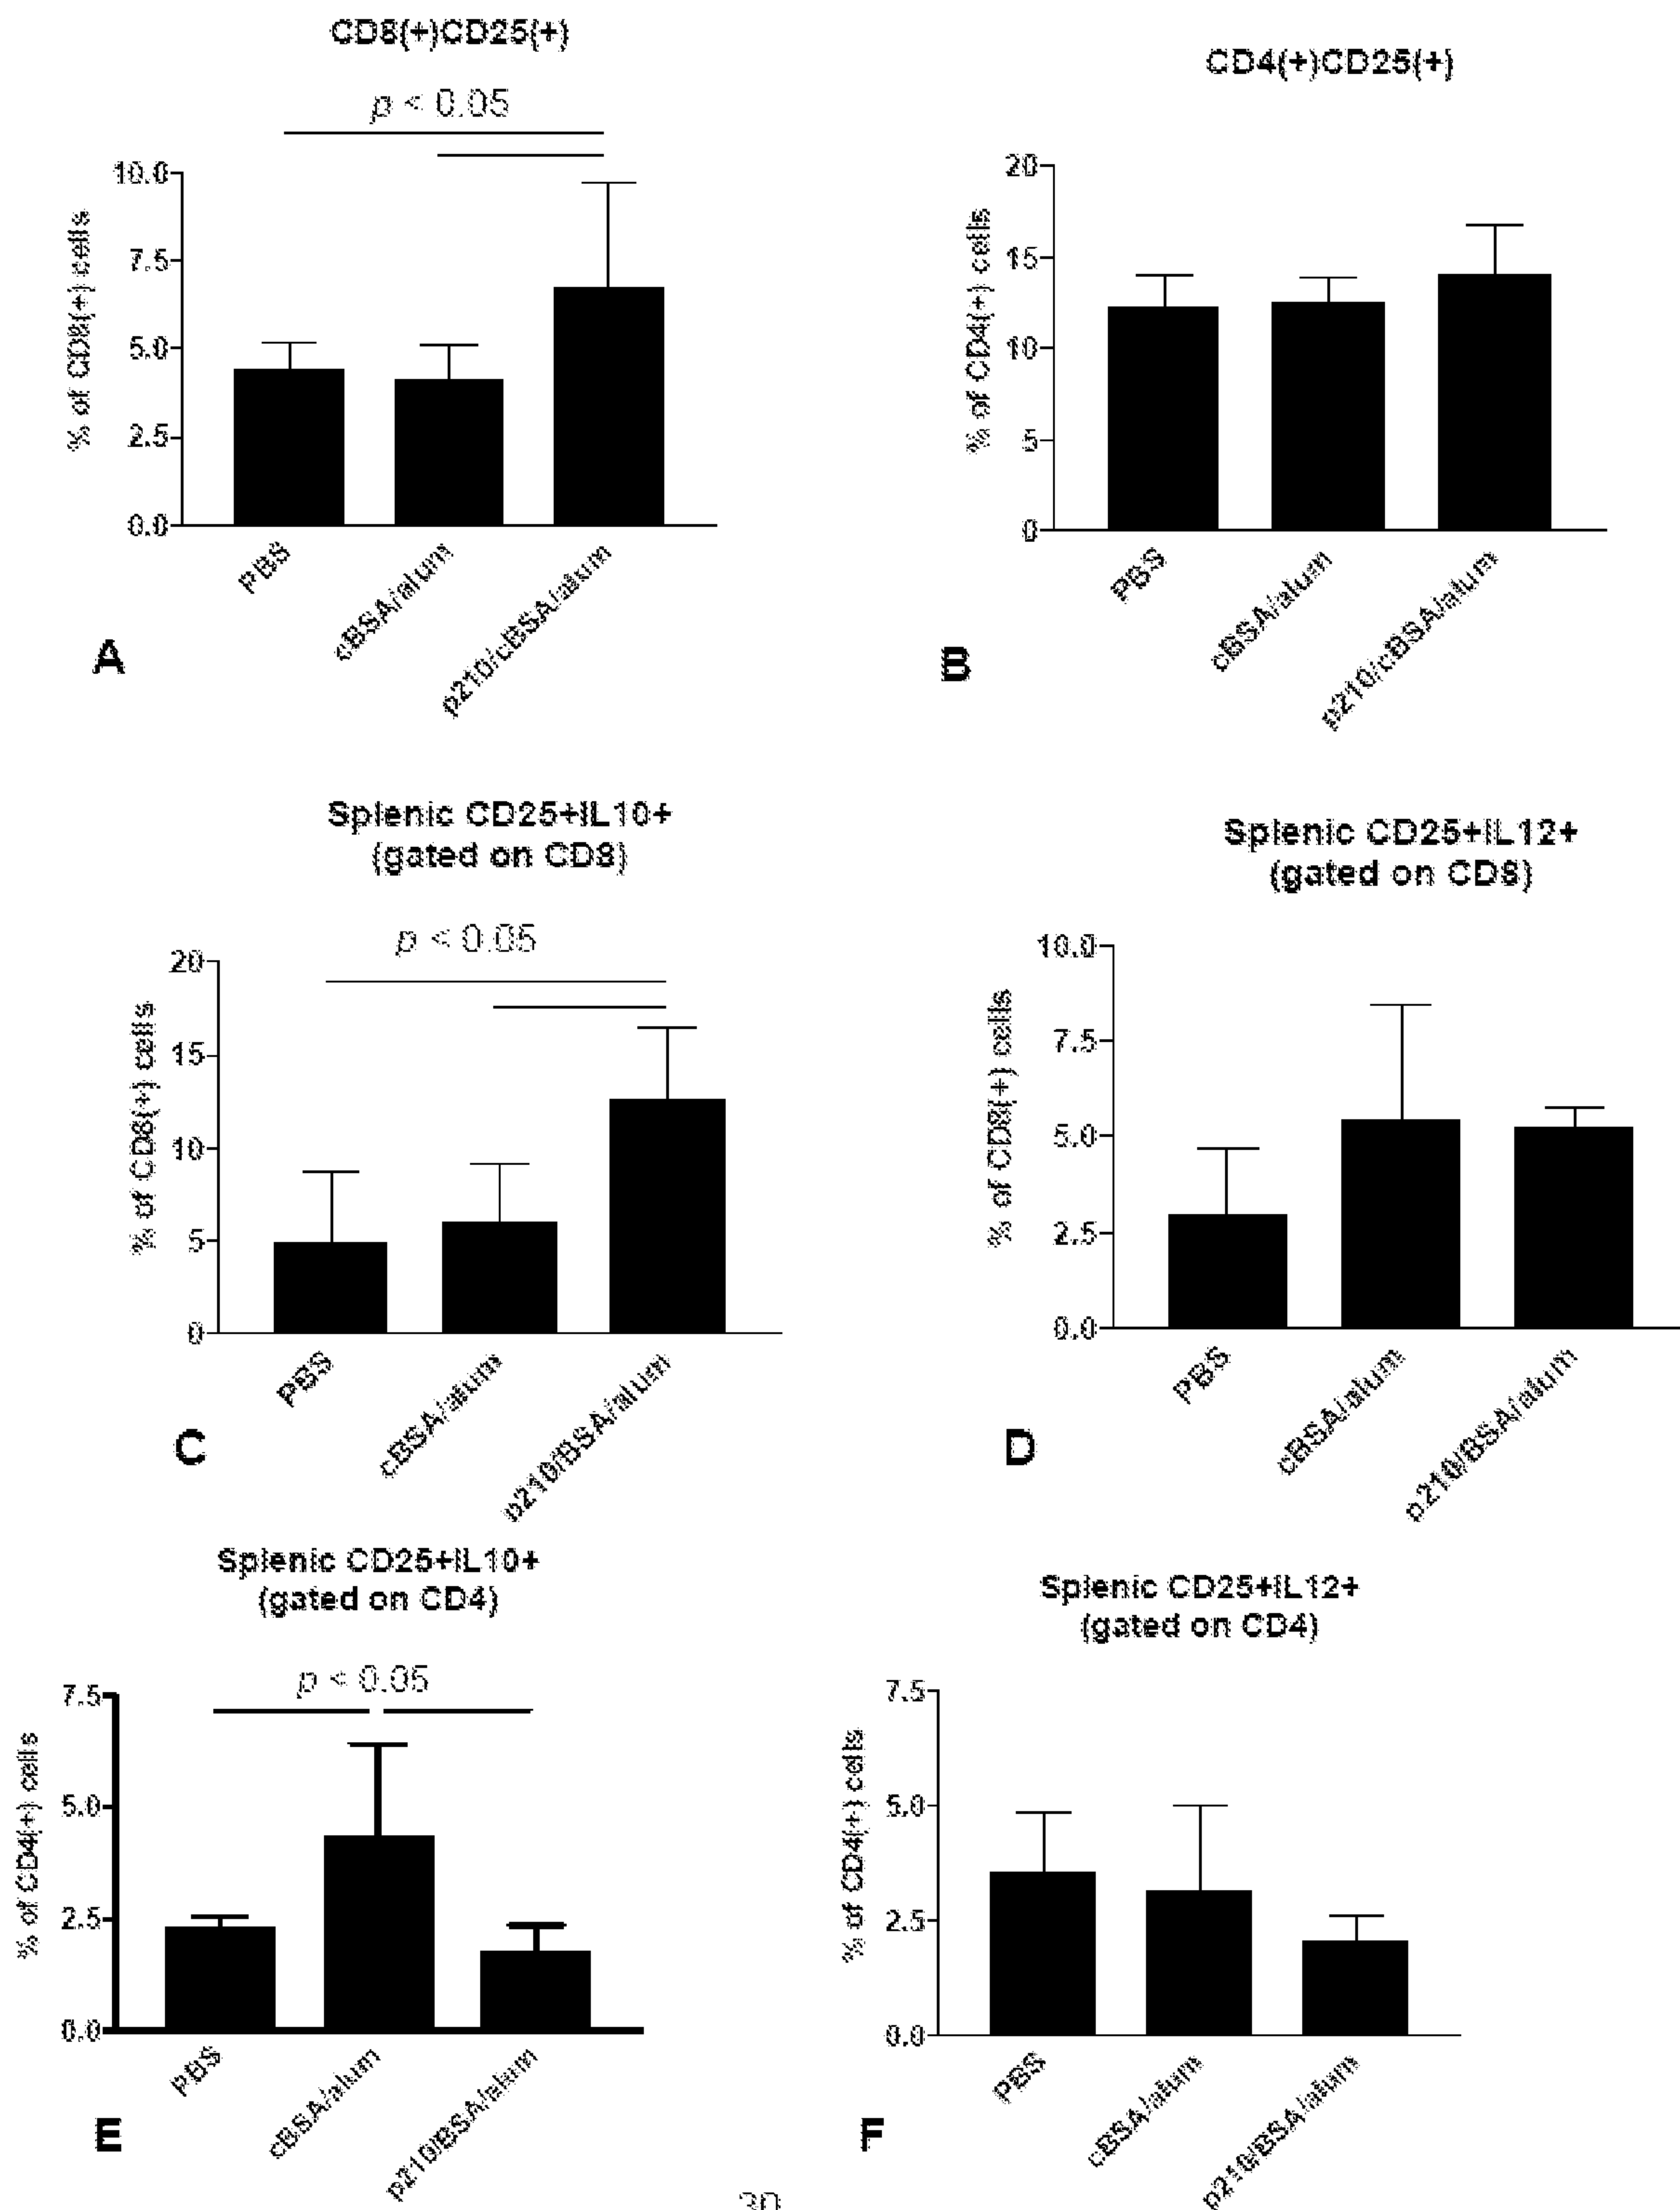 CD8(+)CD25(+)
p < 0.05
10.0
7.5
5.0
2.5
0.0
% of CD8(+) cells
PBS
cBSA/alum
p210/cBSA/alum
A
CD4(+)CD25(+)
20
15
10
5
0
% of CD4(+) cells
PBS
cBSA/alum
p210/cBSA/alum
B
Splenic CD25+IL10+
(gated on CD8)
p < 0.05
20
15
10
5
0
% of CD8(+) cells
PBS
cBSA/alum
p210/BSA/alum
C
Splenic CD25+IL12+
(gated on CD8)
10.0
7.5
5.0
2.5
0.0
% of CD8(+) cells
PBS
cBSA/alum
p210/BSA/alum
D
Splenic CD25+IL10+
(gated on CD4)
p < 0.05
7.5
5.0
2.5
0.0
% of CD4(+) cells
PBS
cBSA/alum
p210/BSA/alum
E
Splenic CD25+IL12+
(gated on CD4)
7.5
5.0
2.5
0.0
% of CD4(+) cells
PBS
cBSA/alum
p210/BSA/alum
F
30